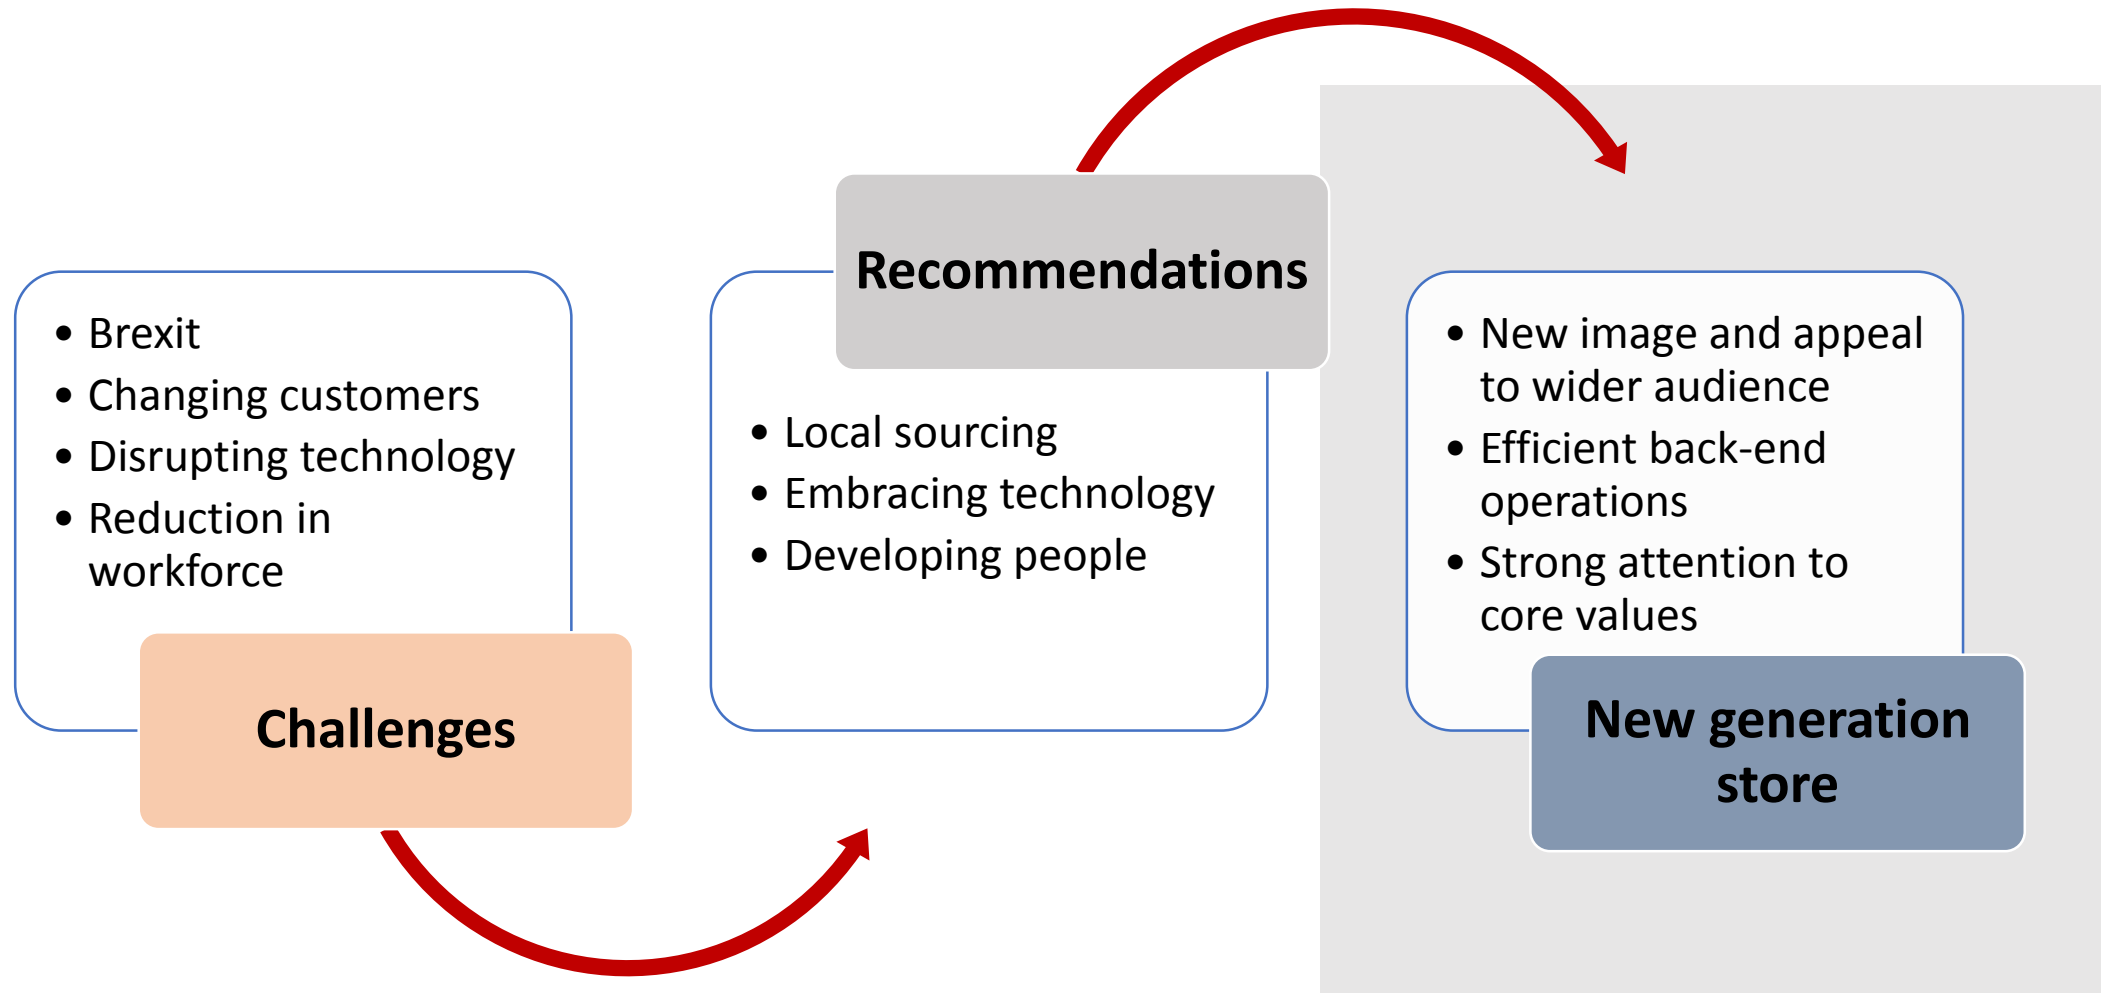 • Brexit
• Changing customers
• Disrupting technology
• Reduction in
workforce
Challenges
Recommendations
• Local sourcing
• Embracing technology
• Developing people
• New image and appeal
to wider audience
• Efficient back-end
operations
• Strong attention to
core values
New generation
store